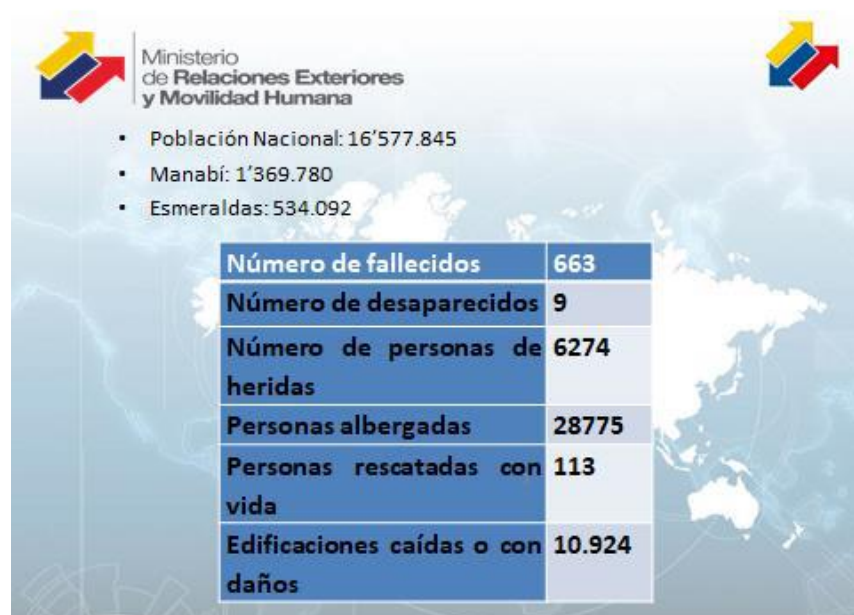 Ministerio
de Relaciones Exteriores
y Movilidad Humana
• Población Nacional: 16’577.845
• Manabí: 1’369.780
• Esmeraldas: 534.092
Número de fallecidos 663
Número de desaparecidos 9
Número de personas de 6274
heridas
Personas albergadas 28775
Personas rescatadas con 113
vida
Edificaciones caídas o con 10.924
daños